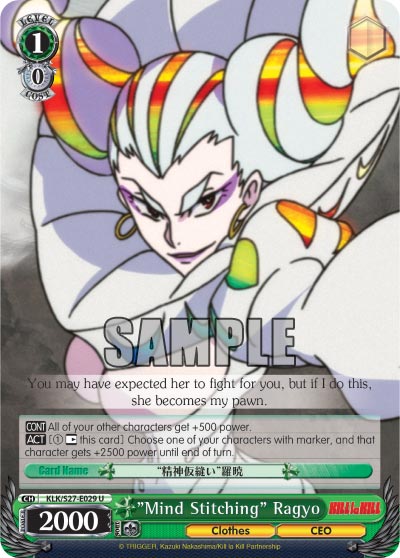 LEVEL
1
0
COST
SAMPLE
You may have expected her to fight for you, but if I do this,
she becomes my pawn.
CONT All of your other characters get +500 power.
ACT [① this card] Choose one of your characters with marker, and that
character gets +2500 power until end of turn.
Card Name
"精神仮縫い"羅暁
CH KLK/S27-E029 U
2000
"Mind Stitching" Ragyo
KILL la KILL
Clothes
CEO
© TRIGGER, Kazuki Nakashima/Kill la Kill Partnership